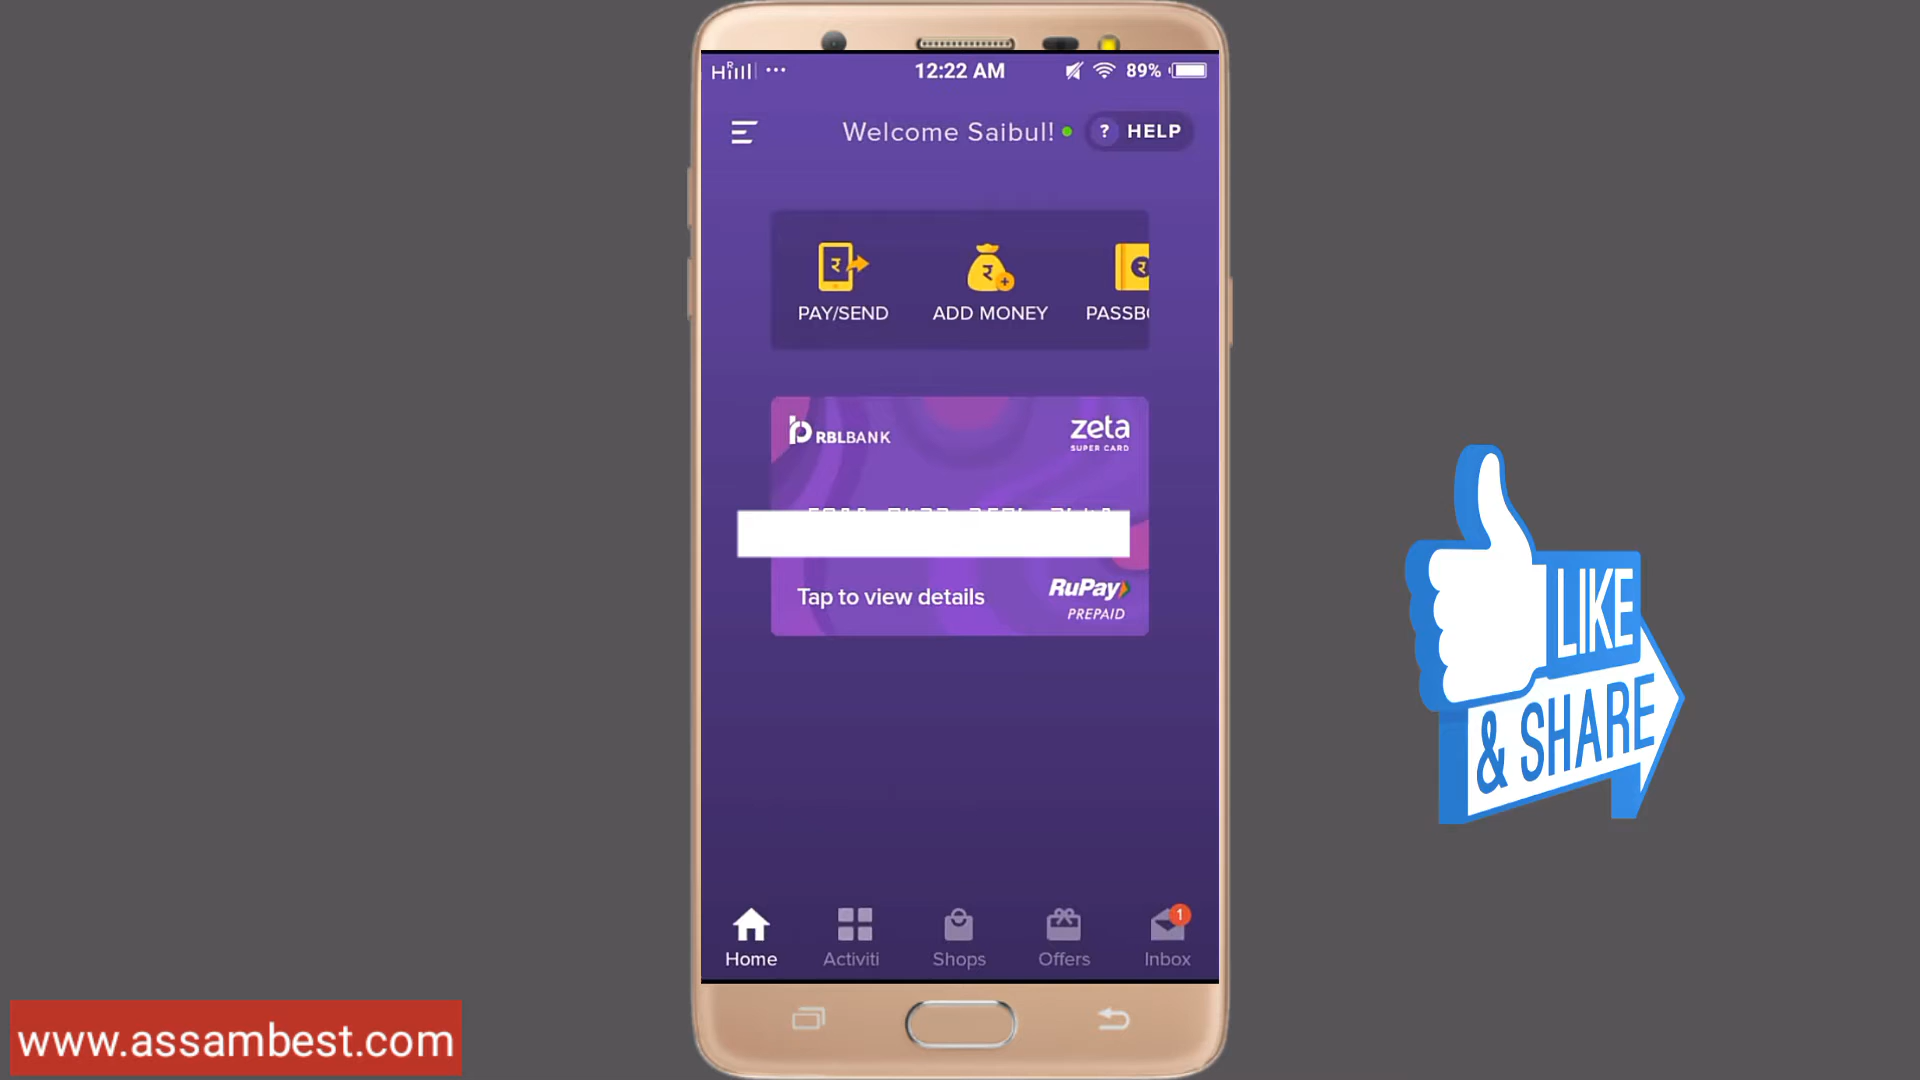 12:22 AM
89%
Welcome Saibul!
? HELP
PAY/SEND
ADD MONEY
PASSB
RBLBANK
zeta
SUPER CARD
Tap to view details
RuPay
PREPAID
LIKE
& SHARE
Home
Activiti
Shops
Offers
Inbox
1
www.assambest.com